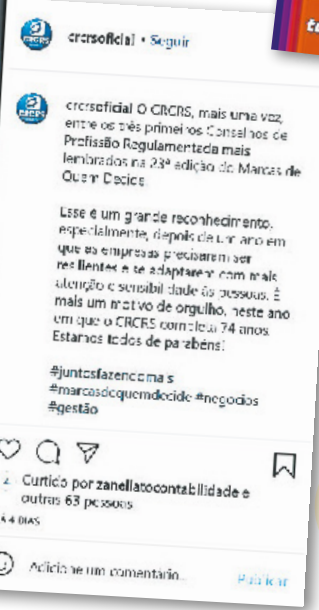 crcrsoficial • Seguir
crcrsoficial O CRCRS, mais uma vez,
entre os três primeiros Conselhos de
Profissão Regulamentada mais
lembrados na 23ª edição do Marcas de
Quem Decide.
Esse é um grande reconhecimento,
especialmente, depois de um ano em
que as empresas precisaram ser
resilientes e se adaptarem com mais
atenção e sensibilidade às pessoas. É
mais um motivo de orgulho, neste ano
em que o CRCRS completa 74 anos.
Estamos todos de parabéns!
#juntosfazendomais
#marcasdequemdecide #negocios
#gestão
Curtido por zanellatocontabilidade e
outras 63 pessoas
4 DIAS
Adicione um comentário...
Publicar